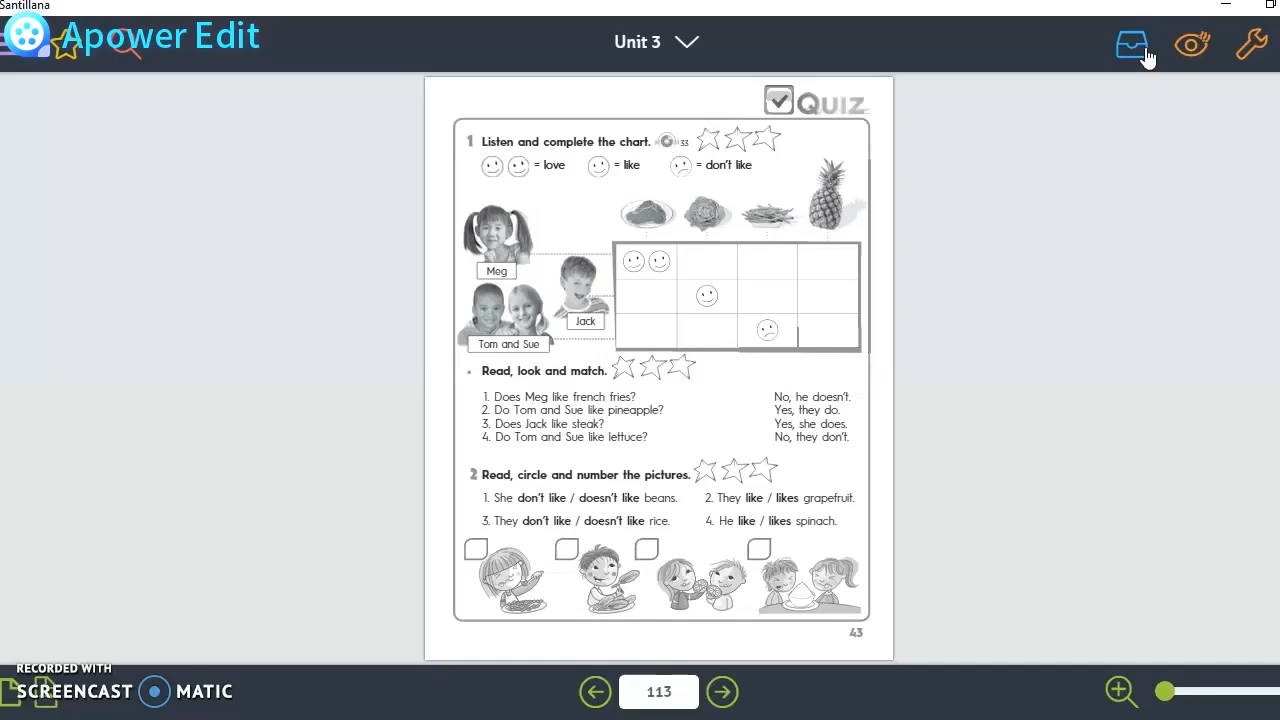 Santillana
Apower Edit
Unit 3
QUIZ
1 Listen and complete the chart. 33
= love = like = don't like
Meg
Jack
Tom and Sue
Read, look and match.
1. Does Meg like french fries? No, he doesn't.
2. Do Tom and Sue like pineapple? Yes, they do.
3. Does Jack like steak? Yes, she does.
4. Do Tom and Sue like lettuce? No, they don't.
2 Read, circle and number the pictures.
1. She don't like / doesn't like beans. 2. They like / likes grapefruit.
3. They don't like / doesn't like rice. 4. He like / likes spinach.
43
RECORDED WITH
SCREENCAST MATIC
113